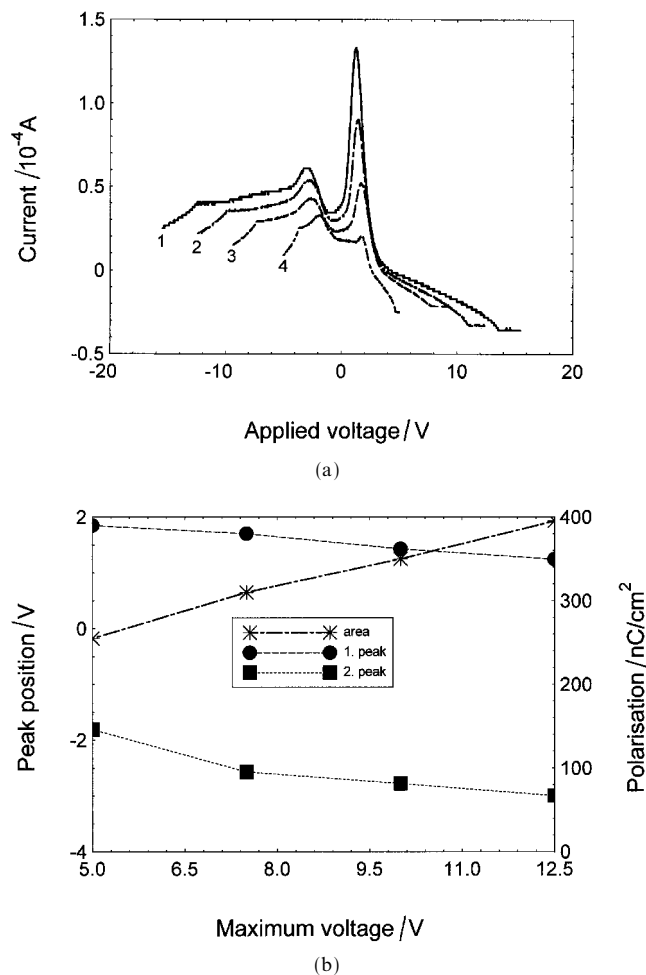 1.5
1.0
0.5
0
-0.5
Current /10⁻⁴A
1
2
3
4
-20
-10
0
10
20
Applied voltage / V
(a)
2
0
-2
-4
Peak position / V
400
300
200
100
0
Polarisation / nC/cm²
area
1. peak
2. peak
5.0
6.5
8.0
9.5
11.0
12.5
Maximum voltage / V
(b)